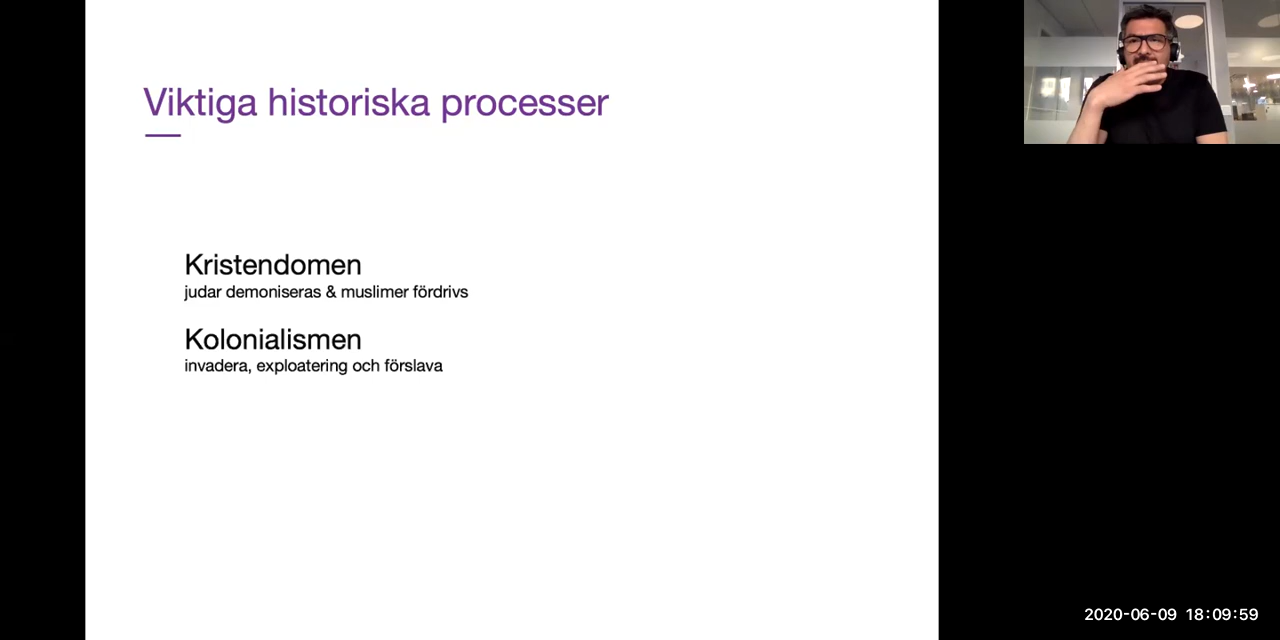 Viktiga historiska processer
Kristendomen
judar demoniseras & muslimer fördrivs
Kolonialismen
invadera, exploatering och förslava
2020-06-09 18:09:59